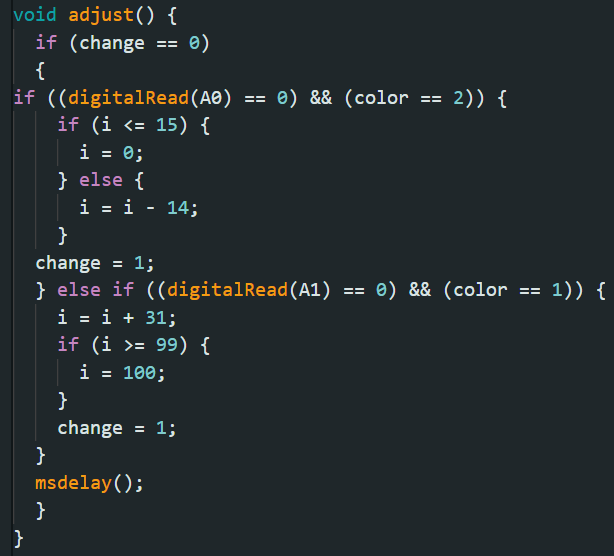 void adjust() {
  if (change == 0)
  {
if ((digitalRead(A0) == 0) && (color == 2)) {
    if (i <= 15) {
      i = 0;
    } else {
      i = i - 14;
    }
  change = 1;
  } else if ((digitalRead(A1) == 0) && (color == 1)) {
    i = i + 31;
    if (i >= 99) {
      i = 100;
    }
    change = 1;
  }
  msdelay();
  }
}